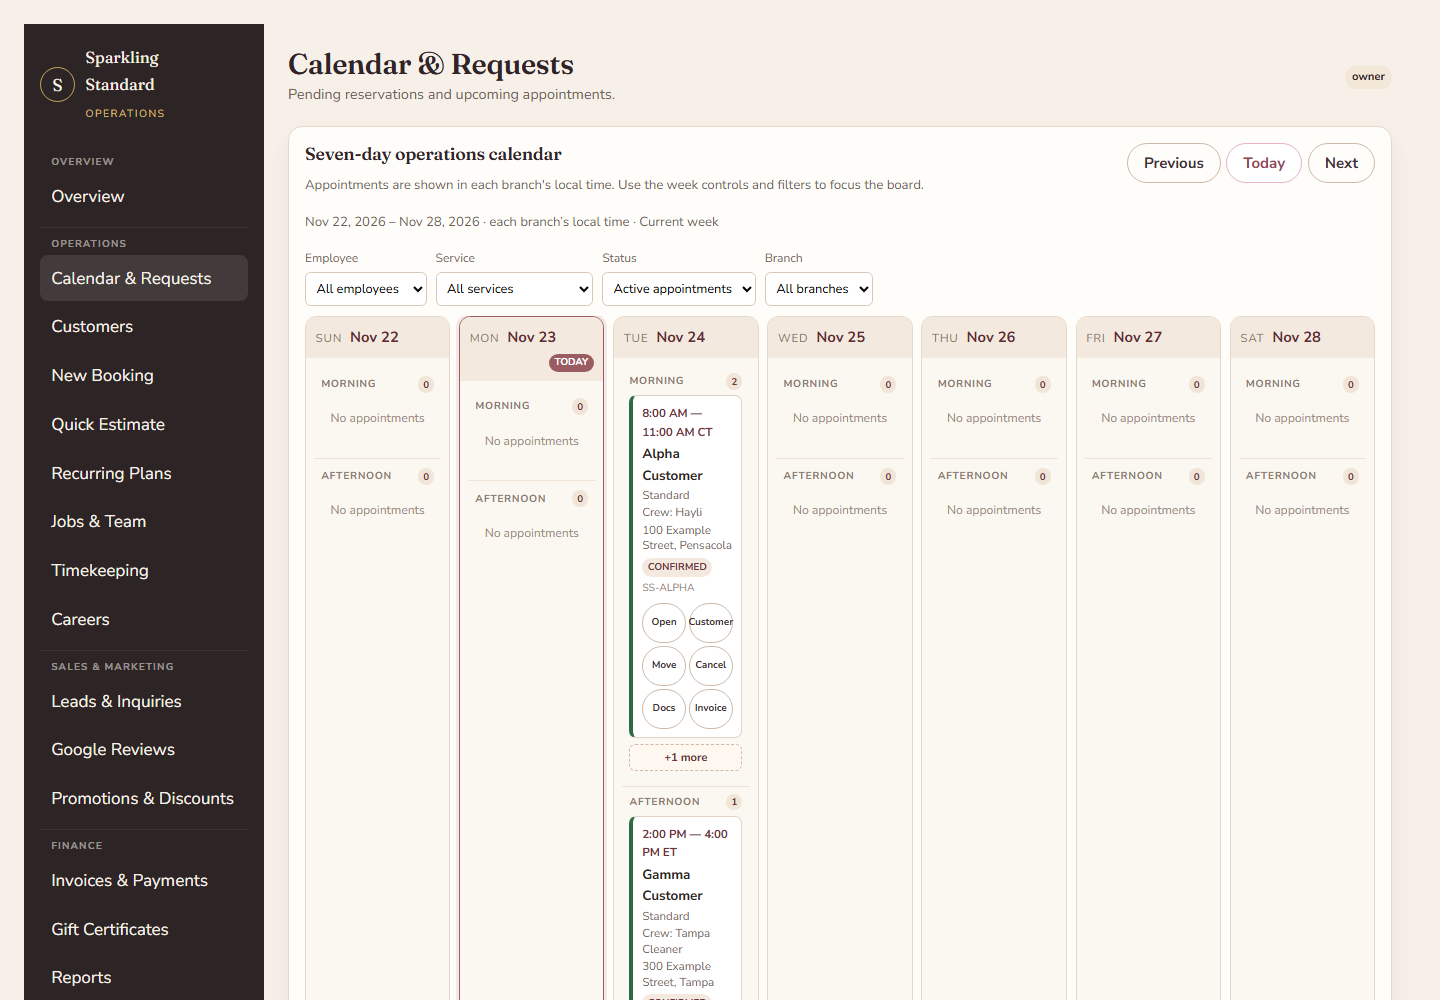 S
Sparkling
Standard
OPERATIONS
OVERVIEW
Overview
OPERATIONS
Calendar & Requests
Customers
New Booking
Quick Estimate
Recurring Plans
Jobs & Team
Timekeeping
Careers
SALES & MARKETING
Leads & Inquiries
Google Reviews
Promotions & Discounts
FINANCE
Invoices & Payments
Gift Certificates
Reports
Calendar & Requests
Pending reservations and upcoming appointments.
owner
Seven-day operations calendar
Appointments are shown in each branch's local time. Use the week controls and filters to focus the board.
Previous
Today
Next
Nov 22, 2026 – Nov 28, 2026 · each branch's local time · Current week
Employee
Service
Status
Branch
All employees
All services
Active appointments
All branches
SUN Nov 22
MORNING 0
No appointments
AFTERNOON 0
No appointments
MON Nov 23
TODAY
MORNING 0
No appointments
AFTERNOON 0
No appointments
TUE Nov 24
MORNING 2
8:00 AM —
11:00 AM CT
Alpha
Customer
Standard
Crew: Hayli
100 Example
Street, Pensacola
CONFIRMED
SS-ALPHA
Open Customer
Move Cancel
Docs Invoice
+1 more
AFTERNOON 1
2:00 PM — 4:00
PM ET
Gamma
Customer
Standard
Crew: Tampa
Cleaner
300 Example
Street, Tampa
CONFIRMED
WED Nov 25
MORNING 0
No appointments
AFTERNOON 0
No appointments
THU Nov 26
MORNING 0
No appointments
AFTERNOON 0
No appointments
FRI Nov 27
MORNING 0
No appointments
AFTERNOON 0
No appointments
SAT Nov 28
MORNING 0
No appointments
AFTERNOON 0
No appointments